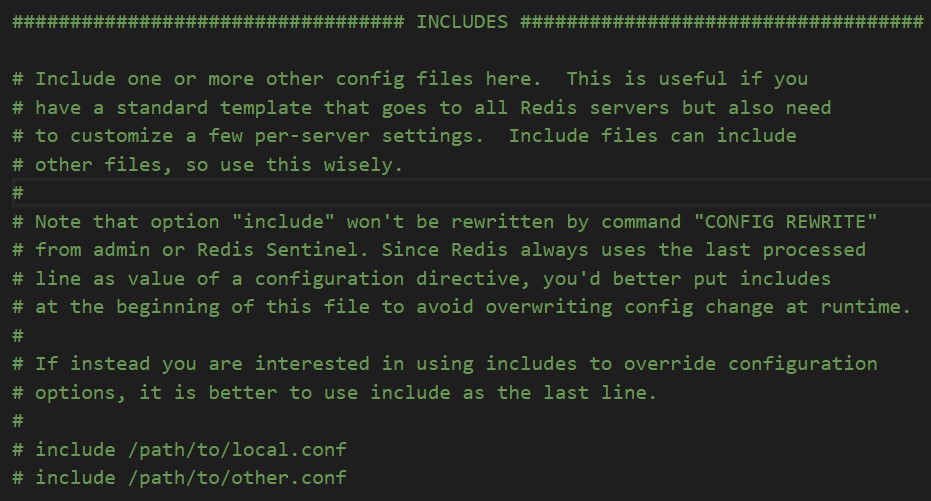 ################################## INCLUDES ###################################
# Include one or more other config files here.  This is useful if you
# have a standard template that goes to all Redis servers but also need
# to customize a few per-server settings.  Include files can include
# other files, so use this wisely.
#
# Note that option "include" won't be rewritten by command "CONFIG REWRITE"
# from admin or Redis Sentinel. Since Redis always uses the last processed
# line as value of a configuration directive, you'd better put includes
# at the beginning of this file to avoid overwriting config change at runtime.
#
# If instead you are interested in using includes to override configuration
# options, it is better to use include as the last line.
#
# include /path/to/local.conf
# include /path/to/other.conf